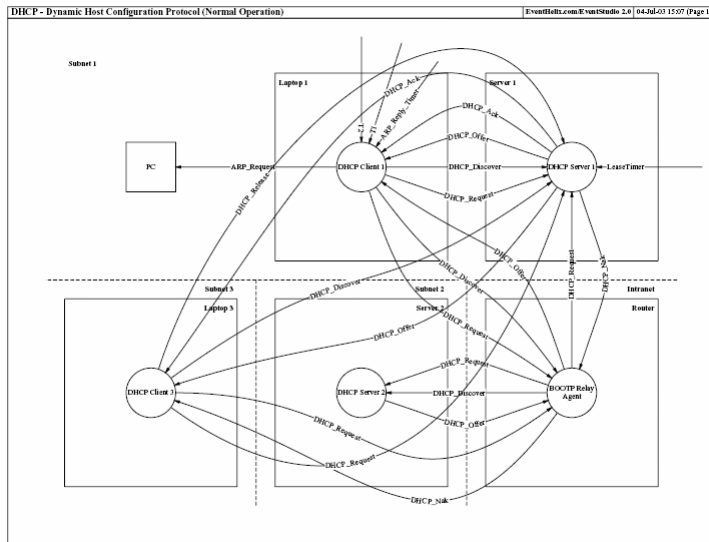 DHCP - Dynamic Host Configuration Protocol (Normal Operation)
EventHelix.com/EventStudio 2.0
04-Jul-03 15:07 (Page 1
Subnet 1
Laptop 1
Server 1
DHCP_Ack
T2
T1
ARP_Reply_Timer
DHCP_Ack
DHCP_Offer
PC
ARP_Request
DHCP Client 1
DHCP_Discover
DHCP Server 1
LeaseTimer
DHCP_Release
DHCP_Request
DHCP_Offer
DHCP_Request
DHCP_Nak
DHCP_Discover
DHCP_Discover
Subnet 3
Subnet 2
Intranet
Laptop 3
Server 2
Router
DHCP_Request
DHCP_Offer
DHCP_Request
DHCP Client 3
DHCP Server 2
DHCP_Discover
BOOTP Relay
Agent
DHCP_Request
DHCP_Offer
DHCP_Request
DHCP_Nak